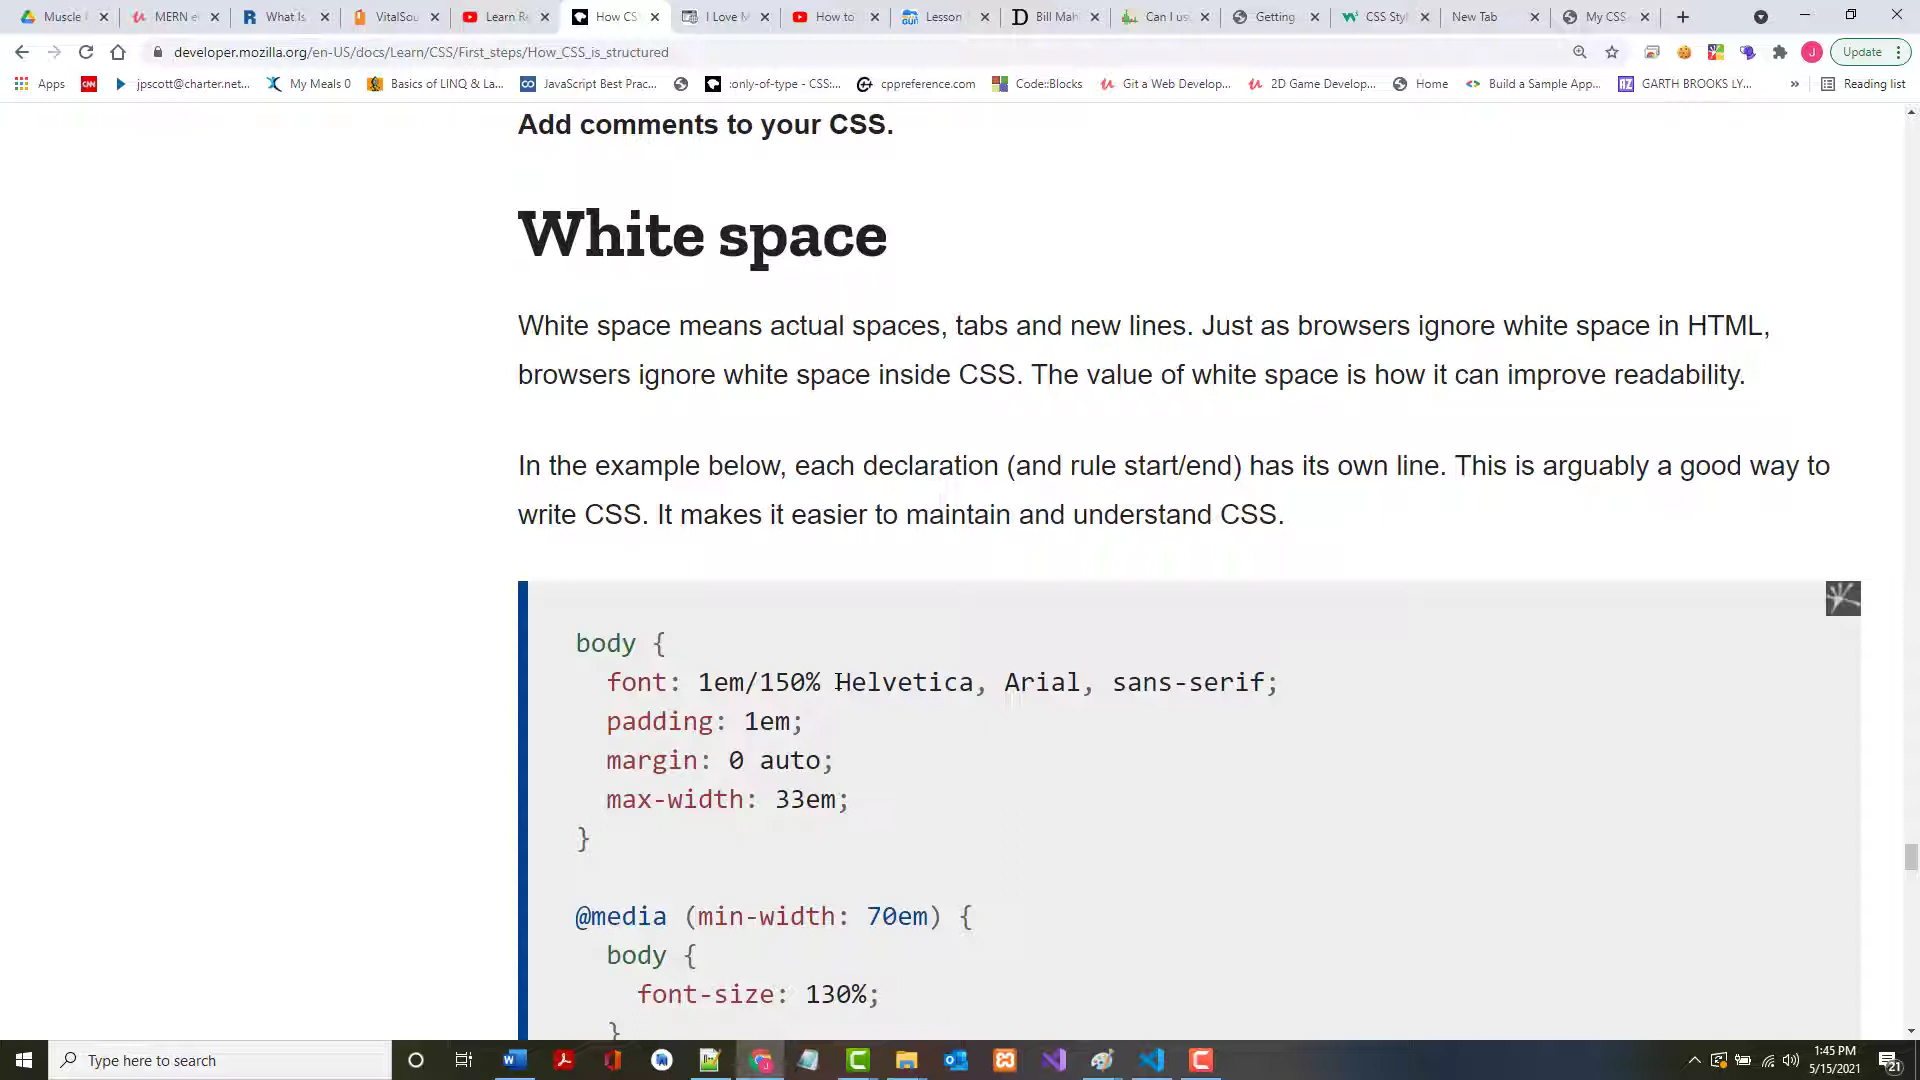 Muscle
MERN e
What Is
VitalSou
Learn Re
How CS
I Love M
How to
Lesson
Bill Mah
Can I us
Getting
CSS Styl
New Tab
My CSS
developer.mozilla.org/en-US/docs/Learn/CSS/First_steps/How_CSS_is_structured
Update
Apps
CNN
jpscott@charter.net...
My Meals 0
Basics of LINQ & La...
JavaScript Best Prac...
:only-of-type - CSS:...
cppreference.com
Code::Blocks
Git a Web Develop...
2D Game Develop...
Home
Build a Sample App...
GARTH BROOKS LY...
»
Reading list
Add comments to your CSS.
White space
White space means actual spaces, tabs and new lines. Just as browsers ignore white space in HTML,
browsers ignore white space inside CSS. The value of white space is how it can improve readability.
In the example below, each declaration (and rule start/end) has its own line. This is arguably a good way to
write CSS. It makes it easier to maintain and understand CSS.
body {
font: 1em/150% Helvetica, Arial, sans-serif;
padding: 1em;
margin: 0 auto;
max-width: 33em;
}
@media (min-width: 70em) {
body {
font-size: 130%;
}
Type here to search
1:45 PM
5/15/2021
21